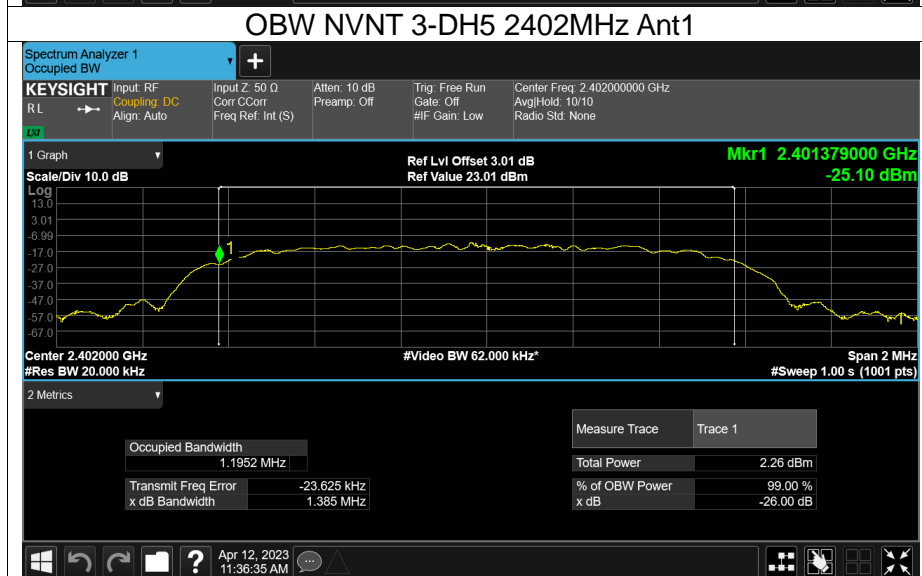 OBW NVNT 3-DH5 2402MHz Ant1
Spectrum Analyzer 1
Occupied BW
+
KEYSIGHT
R L
LXI
Input: RF
Coupling: DC
Align: Auto
Input Z: 50 Ω
Corr CCorr
Freq Ref: Int (S)
Atten: 10 dB
Preamp: Off
Trig: Free Run
Gate: Off
#IF Gain: Low
Center Freq: 2.402000000 GHz
Avg|Hold: 10/10
Radio Std: None
1 Graph
Scale/Div 10.0 dB
Ref Lvl Offset 3.01 dB
Ref Value 23.01 dBm
Mkr1 2.401379000 GHz
-25.10 dBm
Log
13.0
3.01
-6.99
-17.0
-27.0
-37.0
-47.0
-57.0
-67.0
1
Center 2.402000 GHz
#Video BW 62.000 kHz*
Span 2 MHz
#Res BW 20.000 kHz
#Sweep 1.00 s (1001 pts)
2 Metrics
Measure Trace Trace 1
Occupied Bandwidth
1.1952 MHz
Total Power 2.26 dBm
Transmit Freq Error -23.625 kHz
% of OBW Power 99.00 %
x dB Bandwidth 1.385 MHz
x dB -26.00 dB
?
Apr 12, 2023
11:36:35 AM